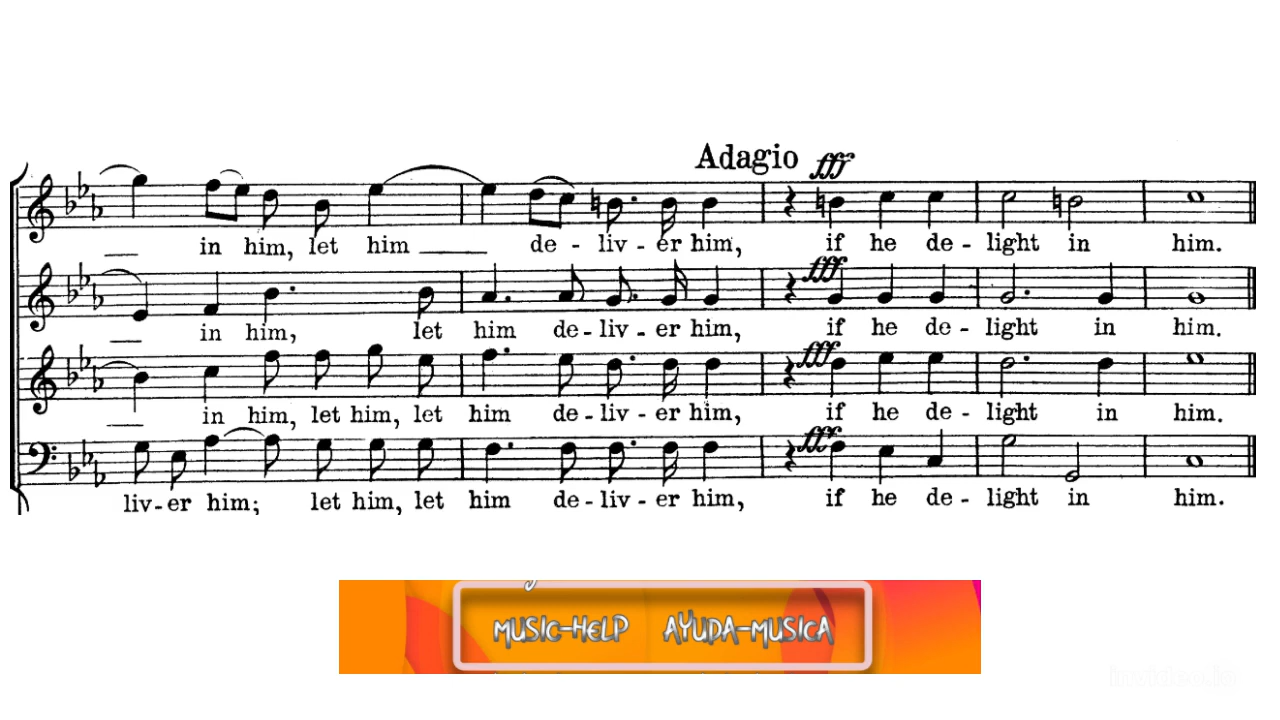 Adagio fff
in him, let him de - liv - er him, if he de - light in him.
fff
in him, let him de - liv - er him, if he de - light in him.
fff
in him, let him, let him de - liv - er him, if he de - light in him.
fff
liv - er him; let him, let him de - liv - er him, if he de - light in him.
MUSIC-HELP AYUDA-MUSICA